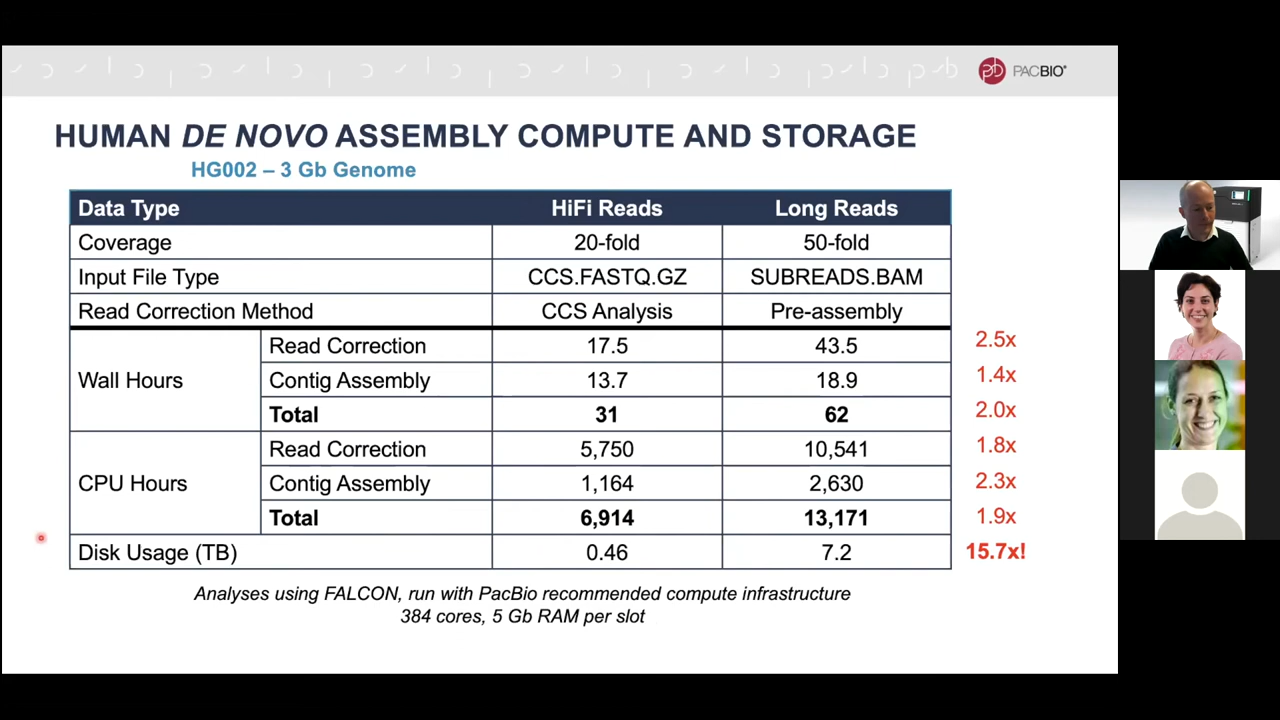 PACBIO®
HUMAN DE NOVO ASSEMBLY COMPUTE AND STORAGE
HG002 – 3 Gb Genome
Data Type HiFi Reads Long Reads
Coverage 20-fold 50-fold
Input File Type CCS.FASTQ.GZ SUBREADS.BAM
Read Correction Method CCS Analysis Pre-assembly
Wall Hours
Read Correction 17.5 43.5 2.5x
Contig Assembly 13.7 18.9 1.4x
Total 31 62 2.0x
CPU Hours
Read Correction 5,750 10,541 1.8x
Contig Assembly 1,164 2,630 2.3x
Total 6,914 13,171 1.9x
Disk Usage (TB) 0.46 7.2 15.7x!
Analyses using FALCON, run with PacBio recommended compute infrastructure
384 cores, 5 Gb RAM per slot